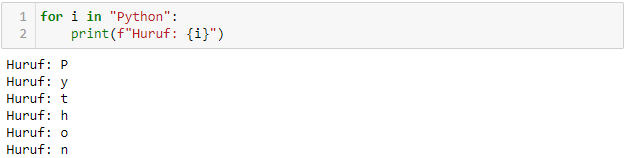 1 for i in "Python":
2     print(f"Huruf: {i}")
Huruf: P
Huruf: y
Huruf: t
Huruf: h
Huruf: o
Huruf: n